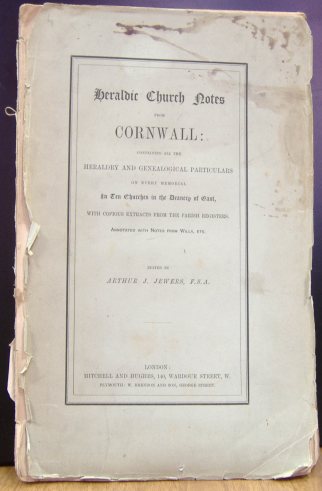 Heraldic Church Notes
FROM
CORNWALL:
CONTAINING ALL THE
HERALDRY AND GENEALOGICAL PARTICULARS
ON EVERY MEMORIAL
In Ten Churches in the Deanery of East,
WITH COPIOUS EXTRACTS FROM THE PARISH REGISTERS.
ANNOTATED WITH NOTES FROM WILLS, ETC.
EDITED BY
ARTHUR J. JEWERS, F.S.A.
LONDON:
MITCHELL AND HUGHES, 140, WARDOUR STREET, W.
PLYMOUTH: W. BRENDON AND SON, GEORGE STREET.